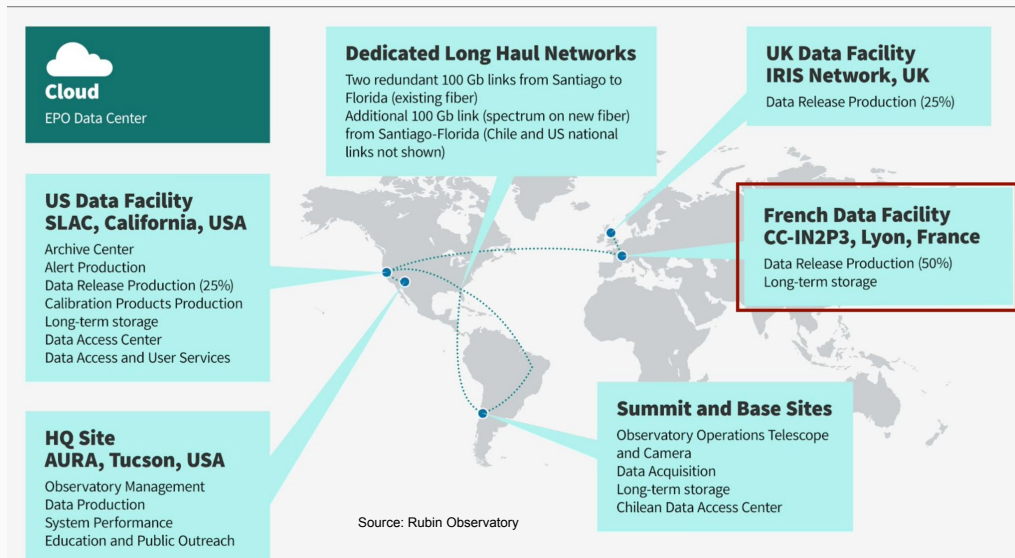 Cloud
EPO Data Center
Dedicated Long Haul Networks
Two redundant 100 Gb links from Santiago to
Florida (existing fiber)
Additional 100 Gb link (spectrum on new fiber)
from Santiago-Florida (Chile and US national
links not shown)
UK Data Facility
IRIS Network, UK
Data Release Production (25%)
US Data Facility
SLAC, California, USA
Archive Center
Alert Production
Data Release Production (25%)
Calibration Products Production
Long-term storage
Data Access Center
Data Access and User Services
French Data Facility
CC-IN2P3, Lyon, France
Data Release Production (50%)
Long-term storage
HQ Site
AURA, Tucson, USA
Observatory Management
Data Production
System Performance
Education and Public Outreach
Summit and Base Sites
Observatory Operations Telescope
and Camera
Data Acquisition
Long-term storage
Chilean Data Access Center
Source: Rubin Observatory